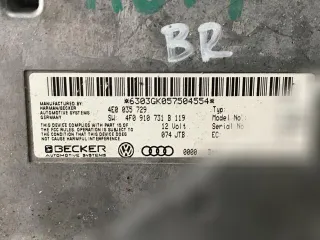 BR
*6303GK057504554*
MANUFACTURED BY:
HARMAN/BECKER
AUTOMOTIVE SYSTEMS
GERMANY
4E0 035 729
SW: 4F0 910 731 B 119
Typ:
Model No.:
THIS DEVICE COMPLIES WITH PART 15 OF
THE FCC RULES. OPERATION IS SUBJECT TO
THE CONDITION THAT THIS DEVICE DOES NOT
CAUSE HARMFUL INTERFERENCE
12 Volt
074 JTB
Serial No
EC:
BECKER
AUTOMOTIVE SYSTEMS